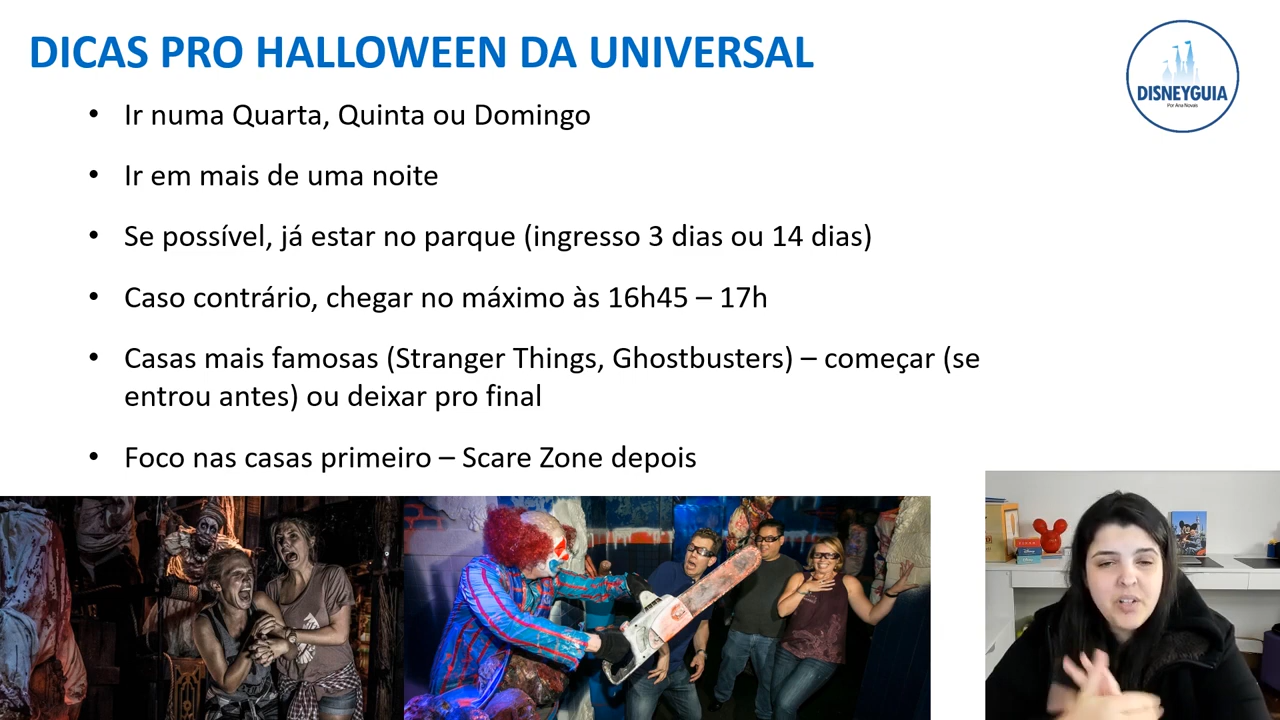 DICAS PRO HALLOWEEN DA UNIVERSAL
DISNEYGUIA
Por Ana Novais
• Ir numa Quarta, Quinta ou Domingo
• Ir em mais de uma noite
• Se possível, já estar no parque (ingresso 3 dias ou 14 dias)
• Caso contrário, chegar no máximo às 16h45 – 17h
• Casas mais famosas (Stranger Things, Ghostbusters) – começar (se
entrou antes) ou deixar pro final
• Foco nas casas primeiro – Scare Zone depois